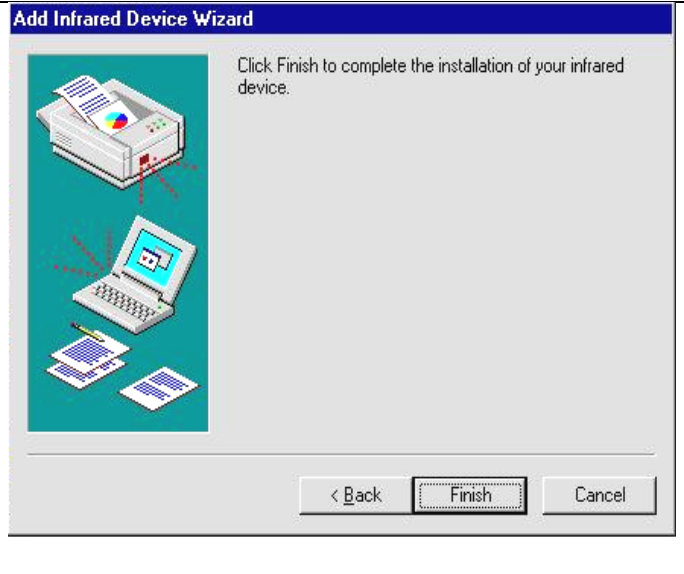 Add Infrared Device Wizard
Click Finish to complete the installation of your infrared
device.
< Back
Finish
Cancel